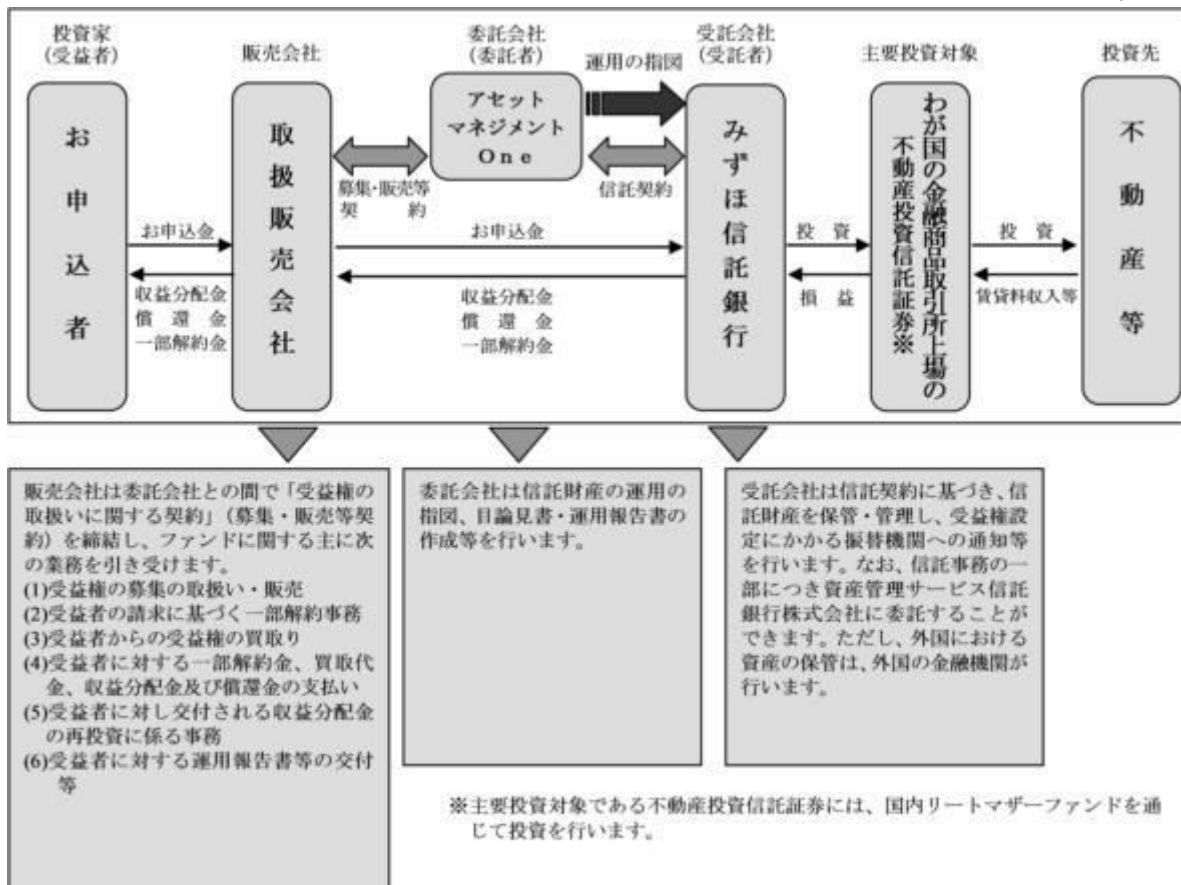 投資家
(受益者)
販売会社
委託会社
(委託者)
運用の指図
受託会社
(受託者)
主要投資対象
投資先
お申込者
取扱販売会社
アセット
マネジメント
One
みずほ信託銀行
わが国の金融商品取引所上場の
不動産投資信託証券※
不動産等
募集・販売等
契約
信託契約
お申込金
収益分配金
償還金
一部解約金
お申込金
収益分配金
償還金
一部解約金
投資
損益
投資
賃貸料収入等
販売会社は委託会社との間で「受益権の
取扱いに関する契約」（募集・販売等契
約）を締結し、ファンドに関する主に次
の業務を引き受けます。
(1)受益権の募集の取扱い・販売
(2)受益者の請求に基づく一部解約事務
(3)受益者からの受益権の買取り
(4)受益者に対する一部解約金、買取代
金、収益分配金及び償還金の支払い
(5)受益者に対し交付される収益分配金
の再投資に係る事務
(6)受益者に対する運用報告書等の交付
等
委託会社は信託財産の運用の
指図、目論見書・運用報告書の
作成等を行います。
受託会社は信託契約に基づき、信
託財産を保管・管理し、受益権設
定にかかる振替機関への通知等
を行います。なお、信託事務の一
部につき資産管理サービス信託
銀行株式会社に委託することが
できます。ただし、外国における
資産の保管は、外国の金融機関が
行います。
※主要投資対象である不動産投資信託証券には、国内リートマザーファンドを通
じて投資を行います。